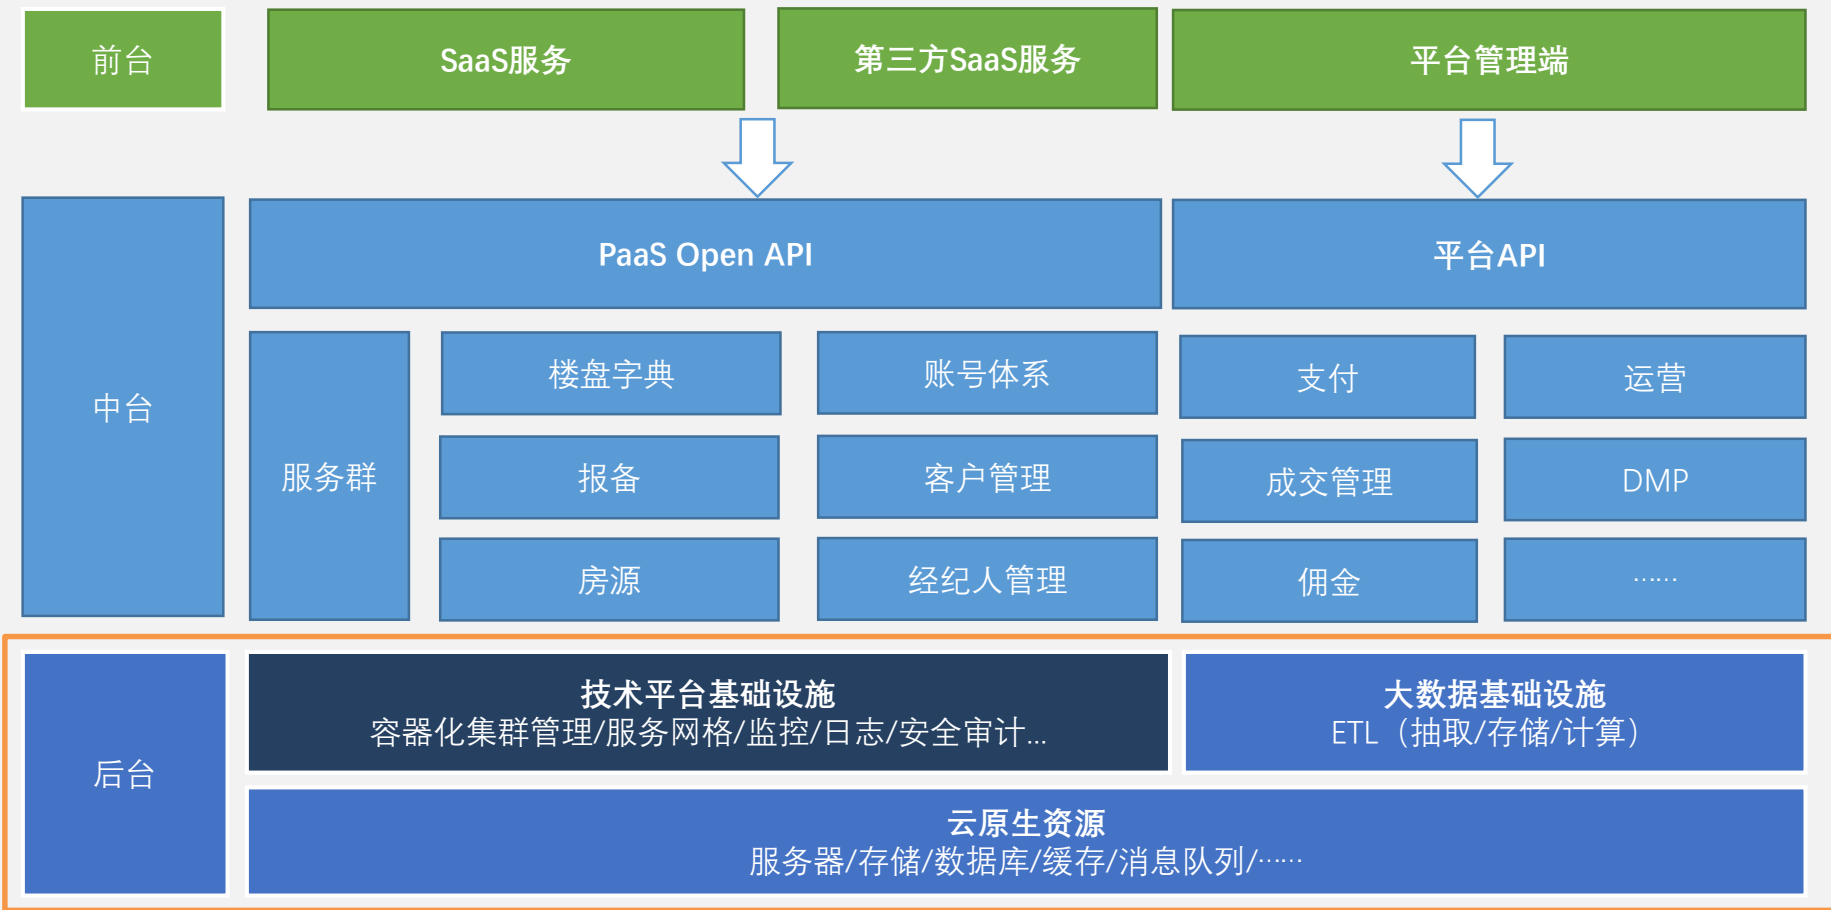 前台
SaaS服务
第三方SaaS服务
平台管理端
中台
PaaS Open API
平台API
服务群
楼盘字典
账号体系
支付
运营
报备
客户管理
成交管理
DMP
房源
经纪人管理
佣金
……
后台
技术平台基础设施
容器化集群管理/服务网格/监控/日志/安全审计...
大数据基础设施
ETL（抽取/存储/计算）
云原生资源
服务器/存储/数据库/缓存/消息队列/……